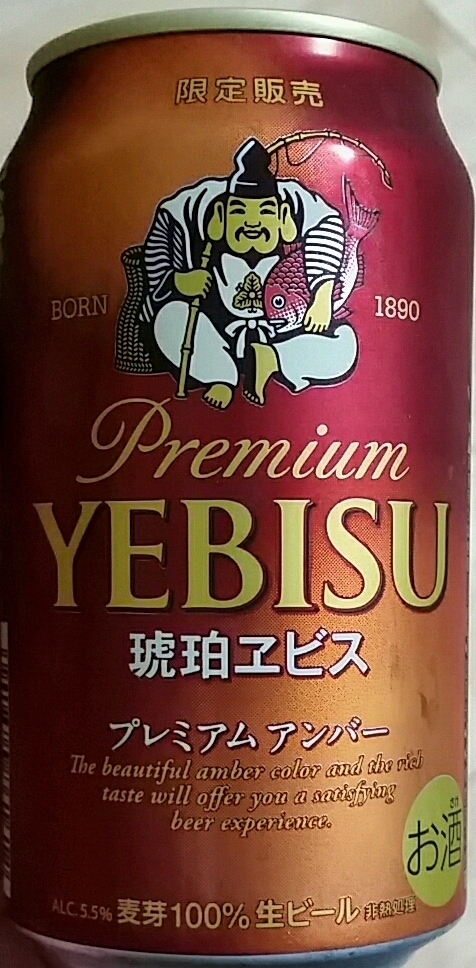 限定販売
BORN 1890
Premium
YEBISU
琥珀ヱビス
プレミアム アンバー
The beautiful amber color and the rich
taste will offer you a satisfying
beer experience.
さけ
お酒
ALC.5.5% 麦芽100% 生ビール 非熱処理